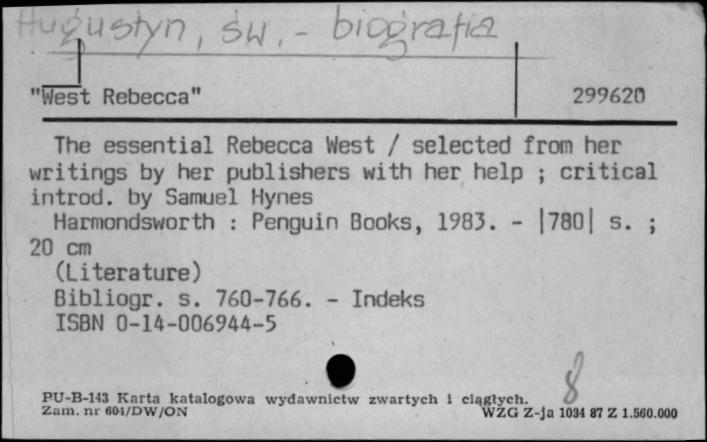 Augustyn, św. - biografia
"West Rebecca" 299620
The essential Rebecca West / selected from her
writings by her publishers with her help ; critical
introd. by Samuel Hynes
Harmondsworth : Penguin Books, 1983. - |780| s. ;
20 cm
(Literature)
Bibliogr. s. 760-766. - Indeks
ISBN 0-14-006944-5
8
PU-B-143 Karta katalogowa wydawnictw zwartych i ciągłych.
Zam. nr 601/DW/ON WZG Z-ja 1034 87 Z 1.560.000